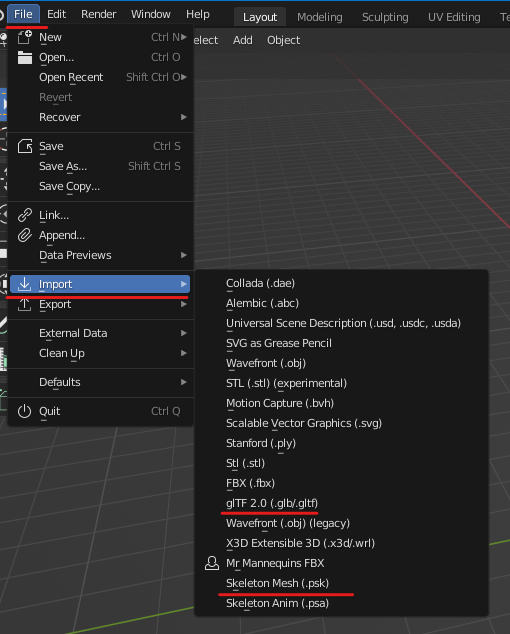 File Edit Render Window Help Layout Modeling Sculpting UV Editing
New Ctrl N
Select Add Object
Open... Ctrl O
Open Recent Shift Ctrl O
Revert
Recover
Save Ctrl S
Save As... Shift Ctrl S
Save Copy...
Link...
Append...
Data Previews
Import
Export
External Data
Clean Up
Defaults
Quit Ctrl Q
Collada (.dae)
Alembic (.abc)
Universal Scene Description (.usd, .usdc, .usda)
SVG as Grease Pencil
Wavefront (.obj)
STL (.stl) (experimental)
Motion Capture (.bvh)
Scalable Vector Graphics (.svg)
Stanford (.ply)
Stl (.stl)
FBX (.fbx)
glTF 2.0 (.glb/.gltf)
Wavefront (.obj) (legacy)
X3D Extensible 3D (.x3d/.wrl)
Mr Mannequins FBX
Skeleton Mesh (.psk)
Skeleton Anim (.psa)